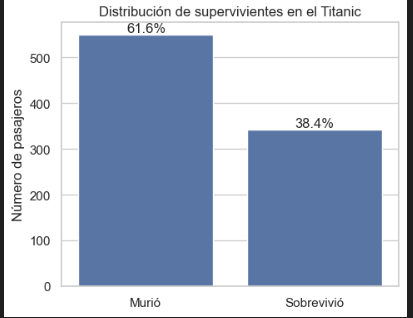 Distribución de supervivientes en el Titanic
61.6%
38.4%
Número de pasajeros
500
400
300
200
100
0
Murió
Sobrevivió